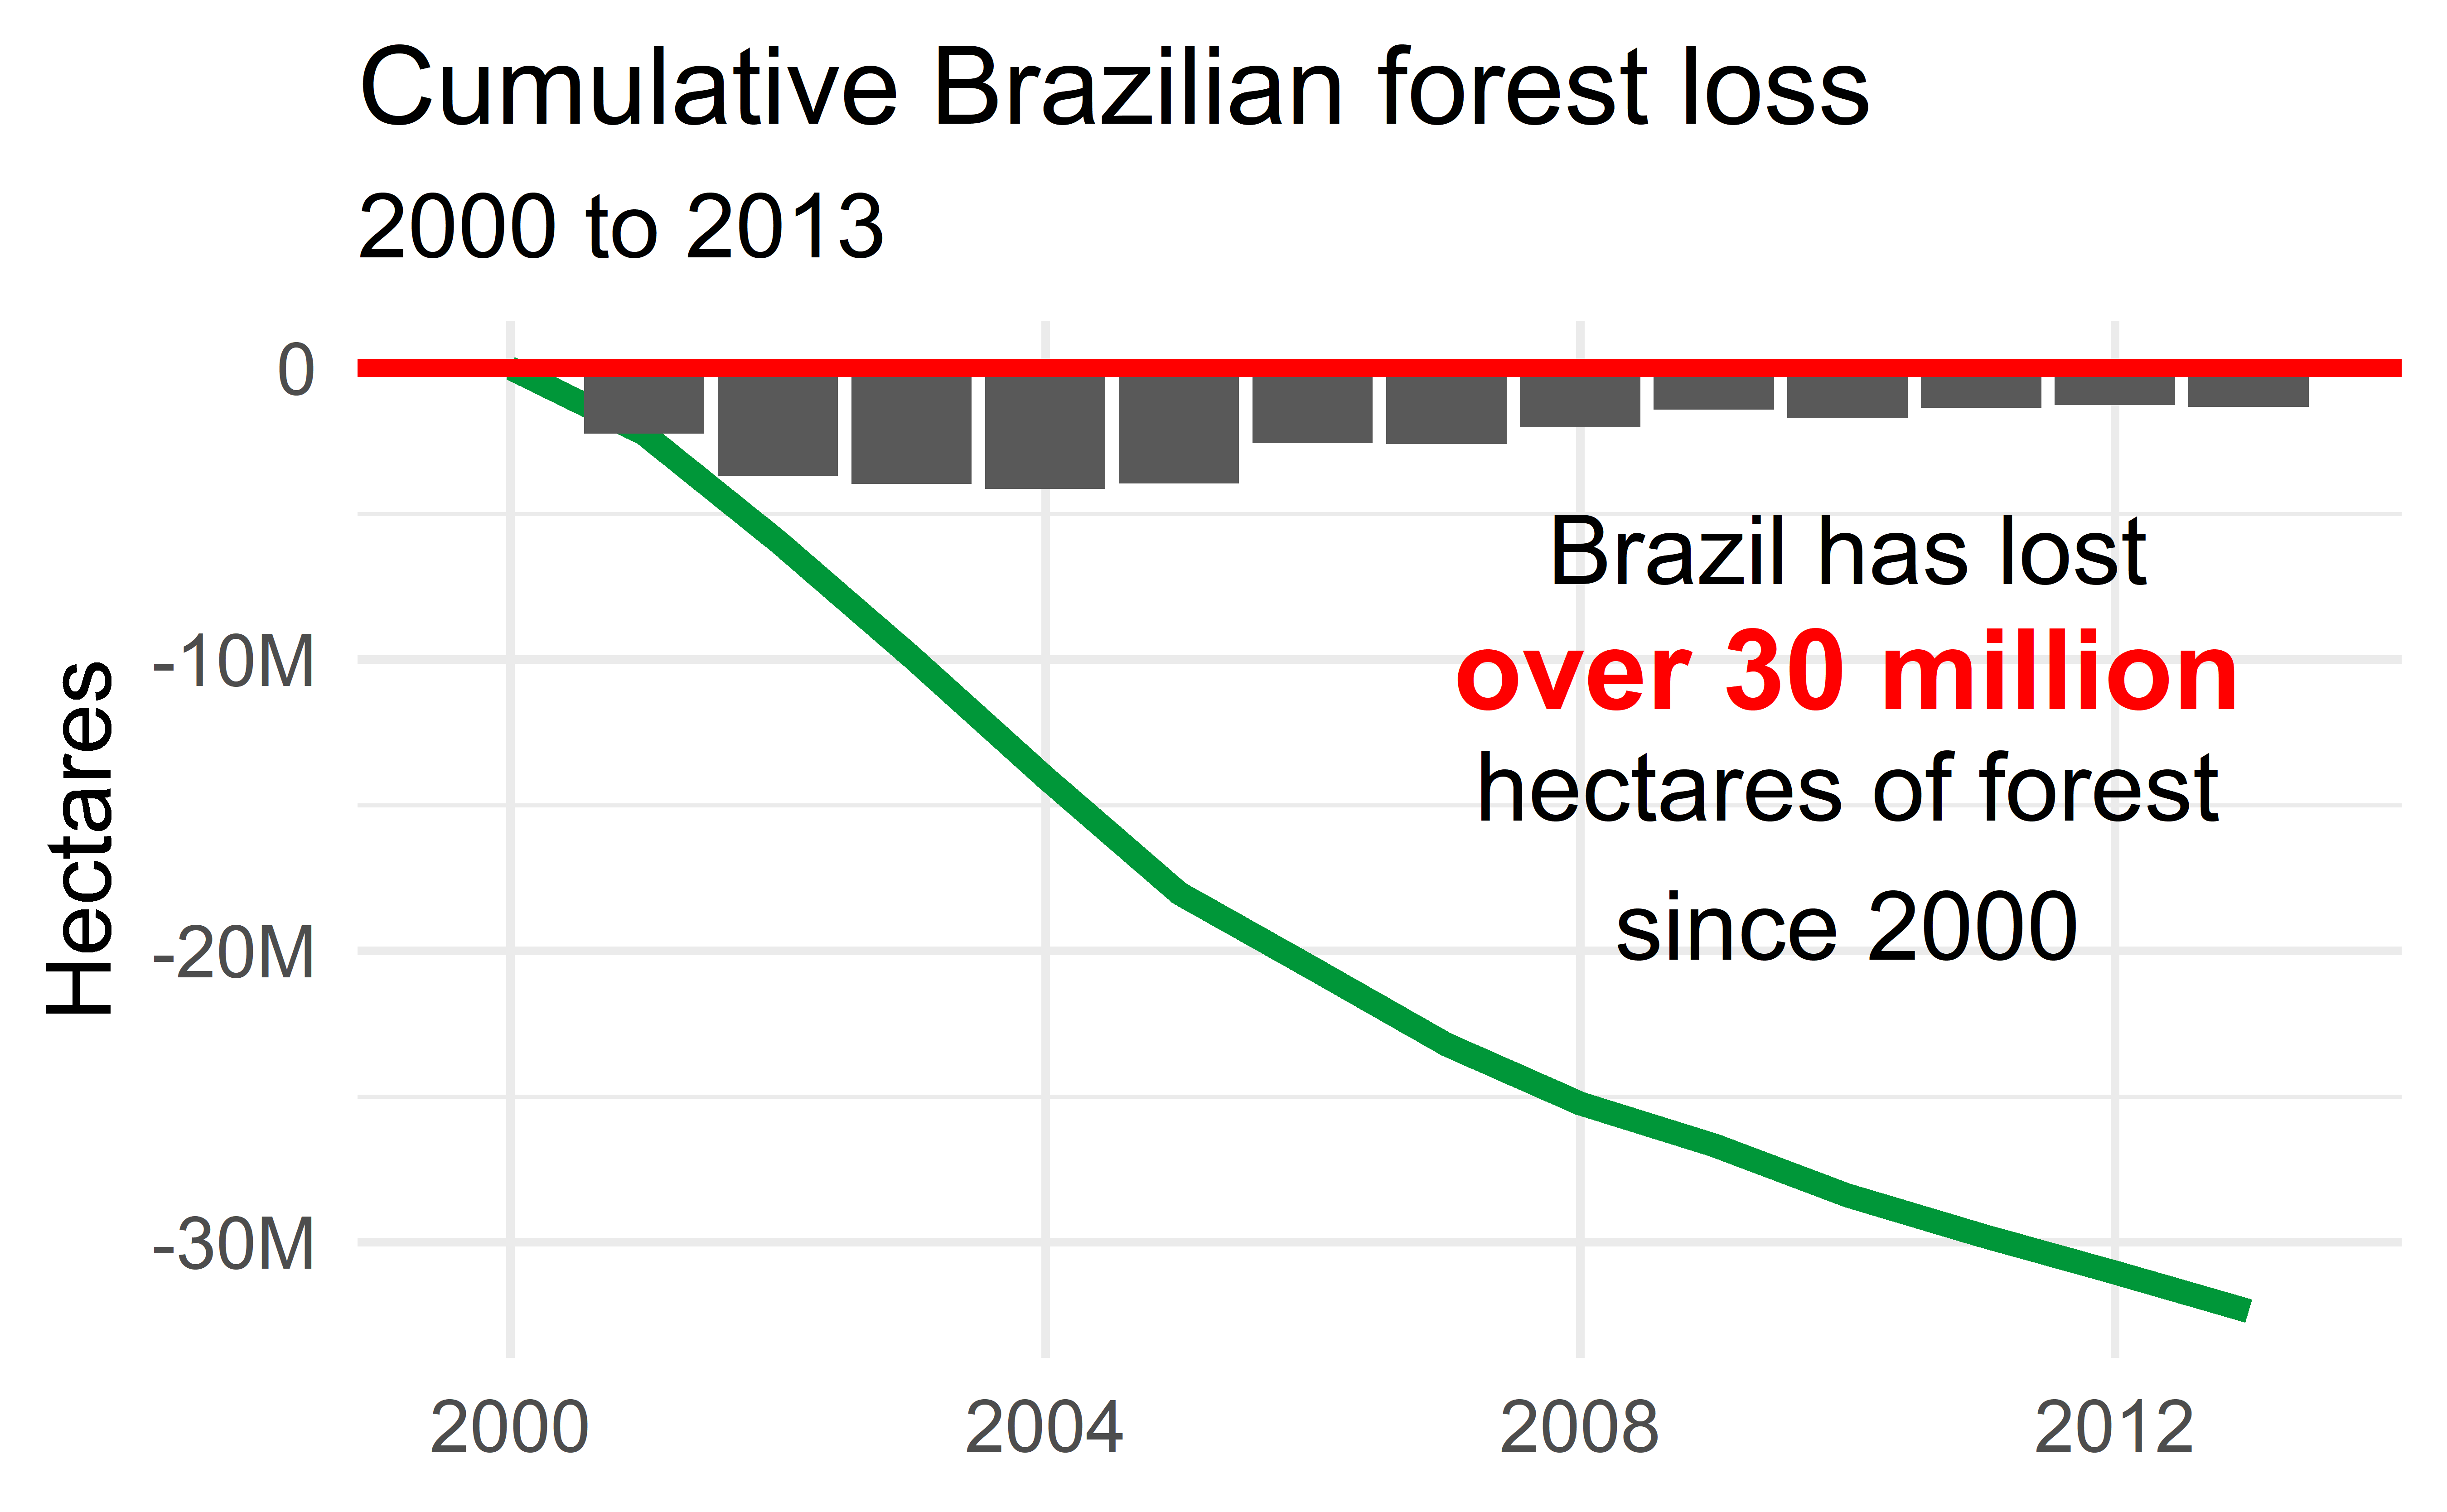 Cumulative Brazilian forest loss
2000 to 2013
0
-10M
-20M
-30M
Hectares
Brazil has lost
over 30 million
hectares of forest
since 2000
2000
2004
2008
2012